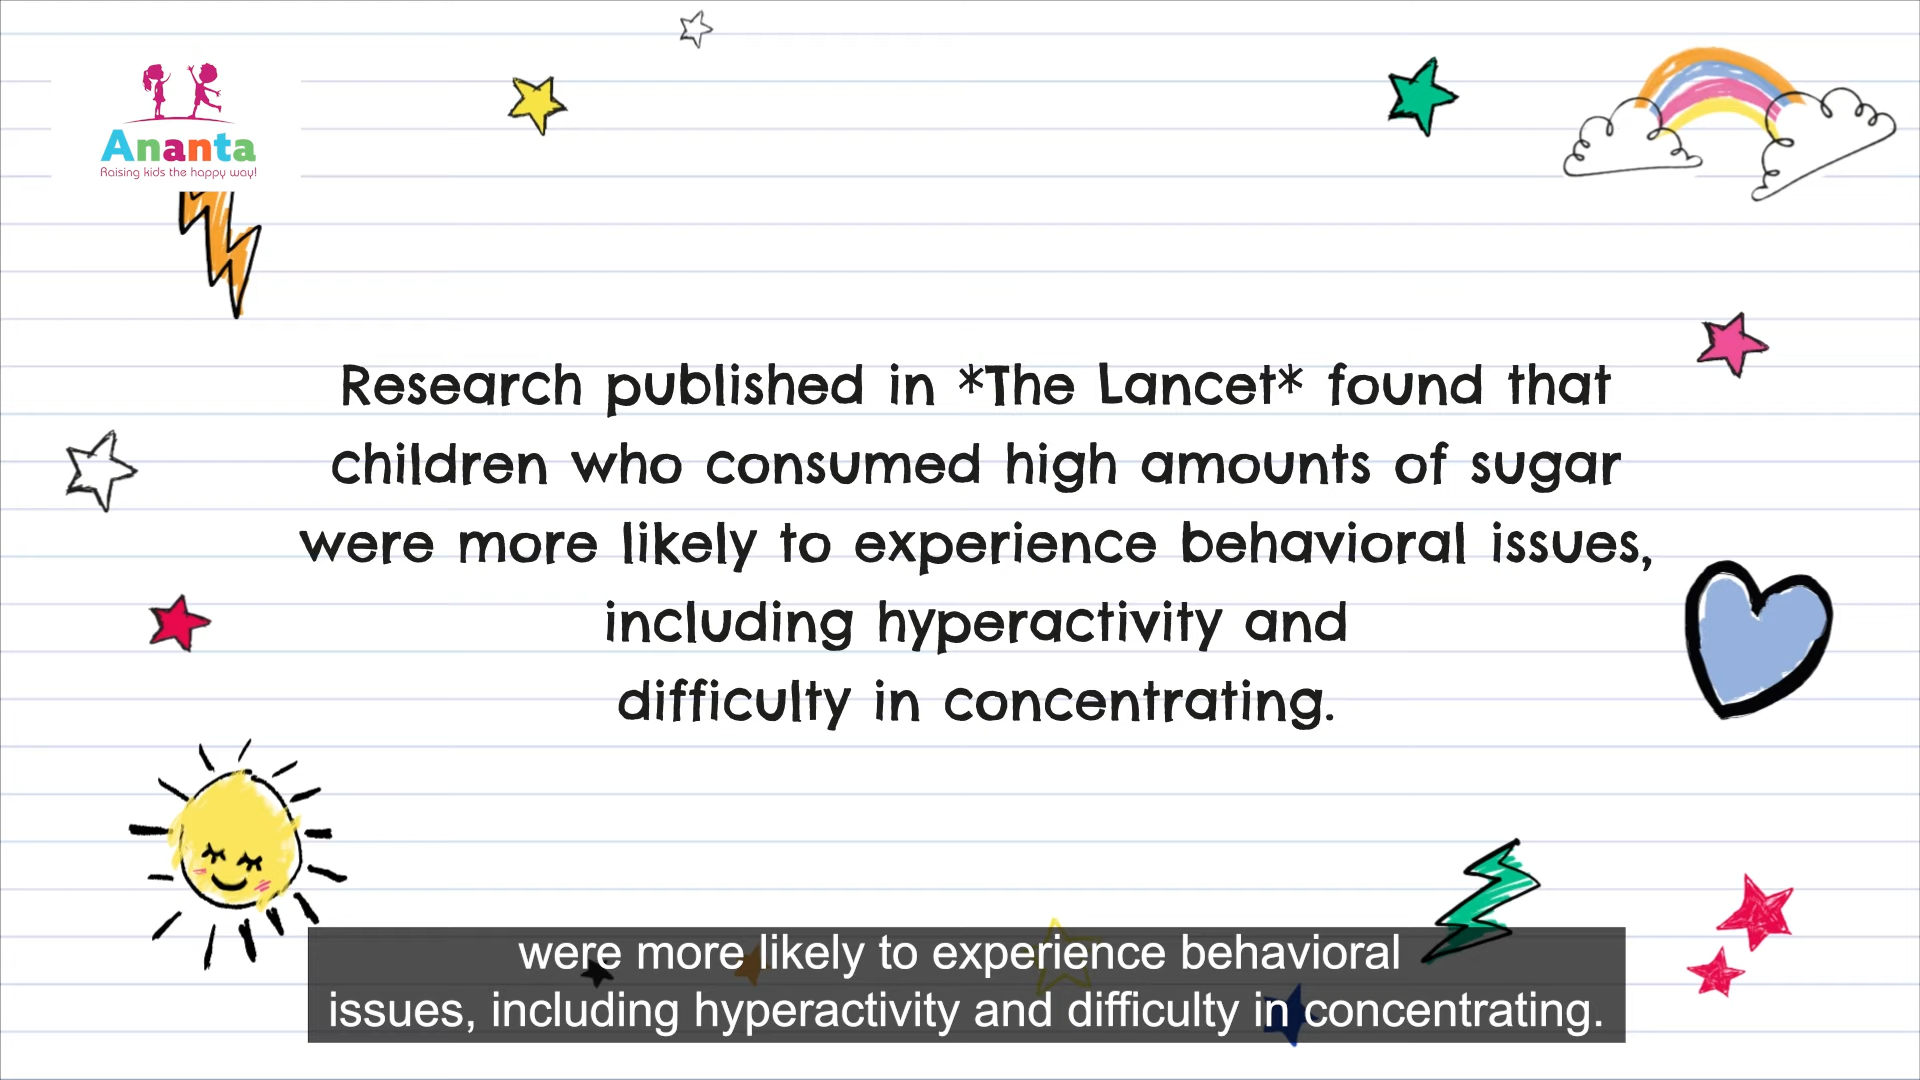 Ananta
Raising kids the happy way!
Research published in *The Lancet* found that
children who consumed high amounts of sugar
were more likely to experience behavioral issues,
including hyperactivity and
difficulty in concentrating.
were more likely to experience behavioral
issues, including hyperactivity and difficulty in concentrating.